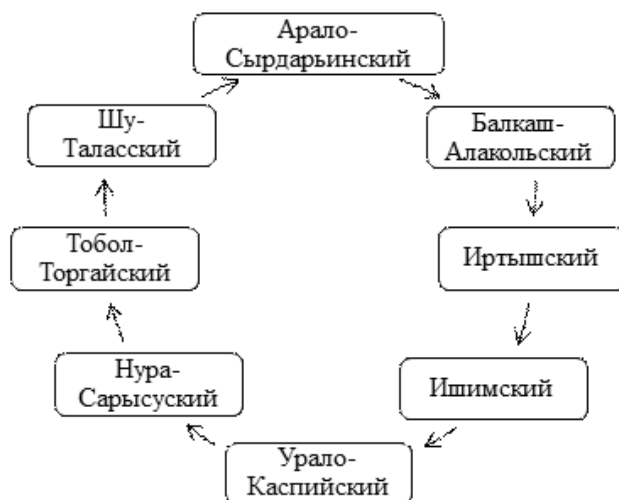 Арало-
Сырдарьинский
Балкаш-
Алакольский
Иртышский
Ишимский
Урало-
Каспийский
Нура-
Сарысуский
Тобол-
Торгайский
Шу-
Таласский